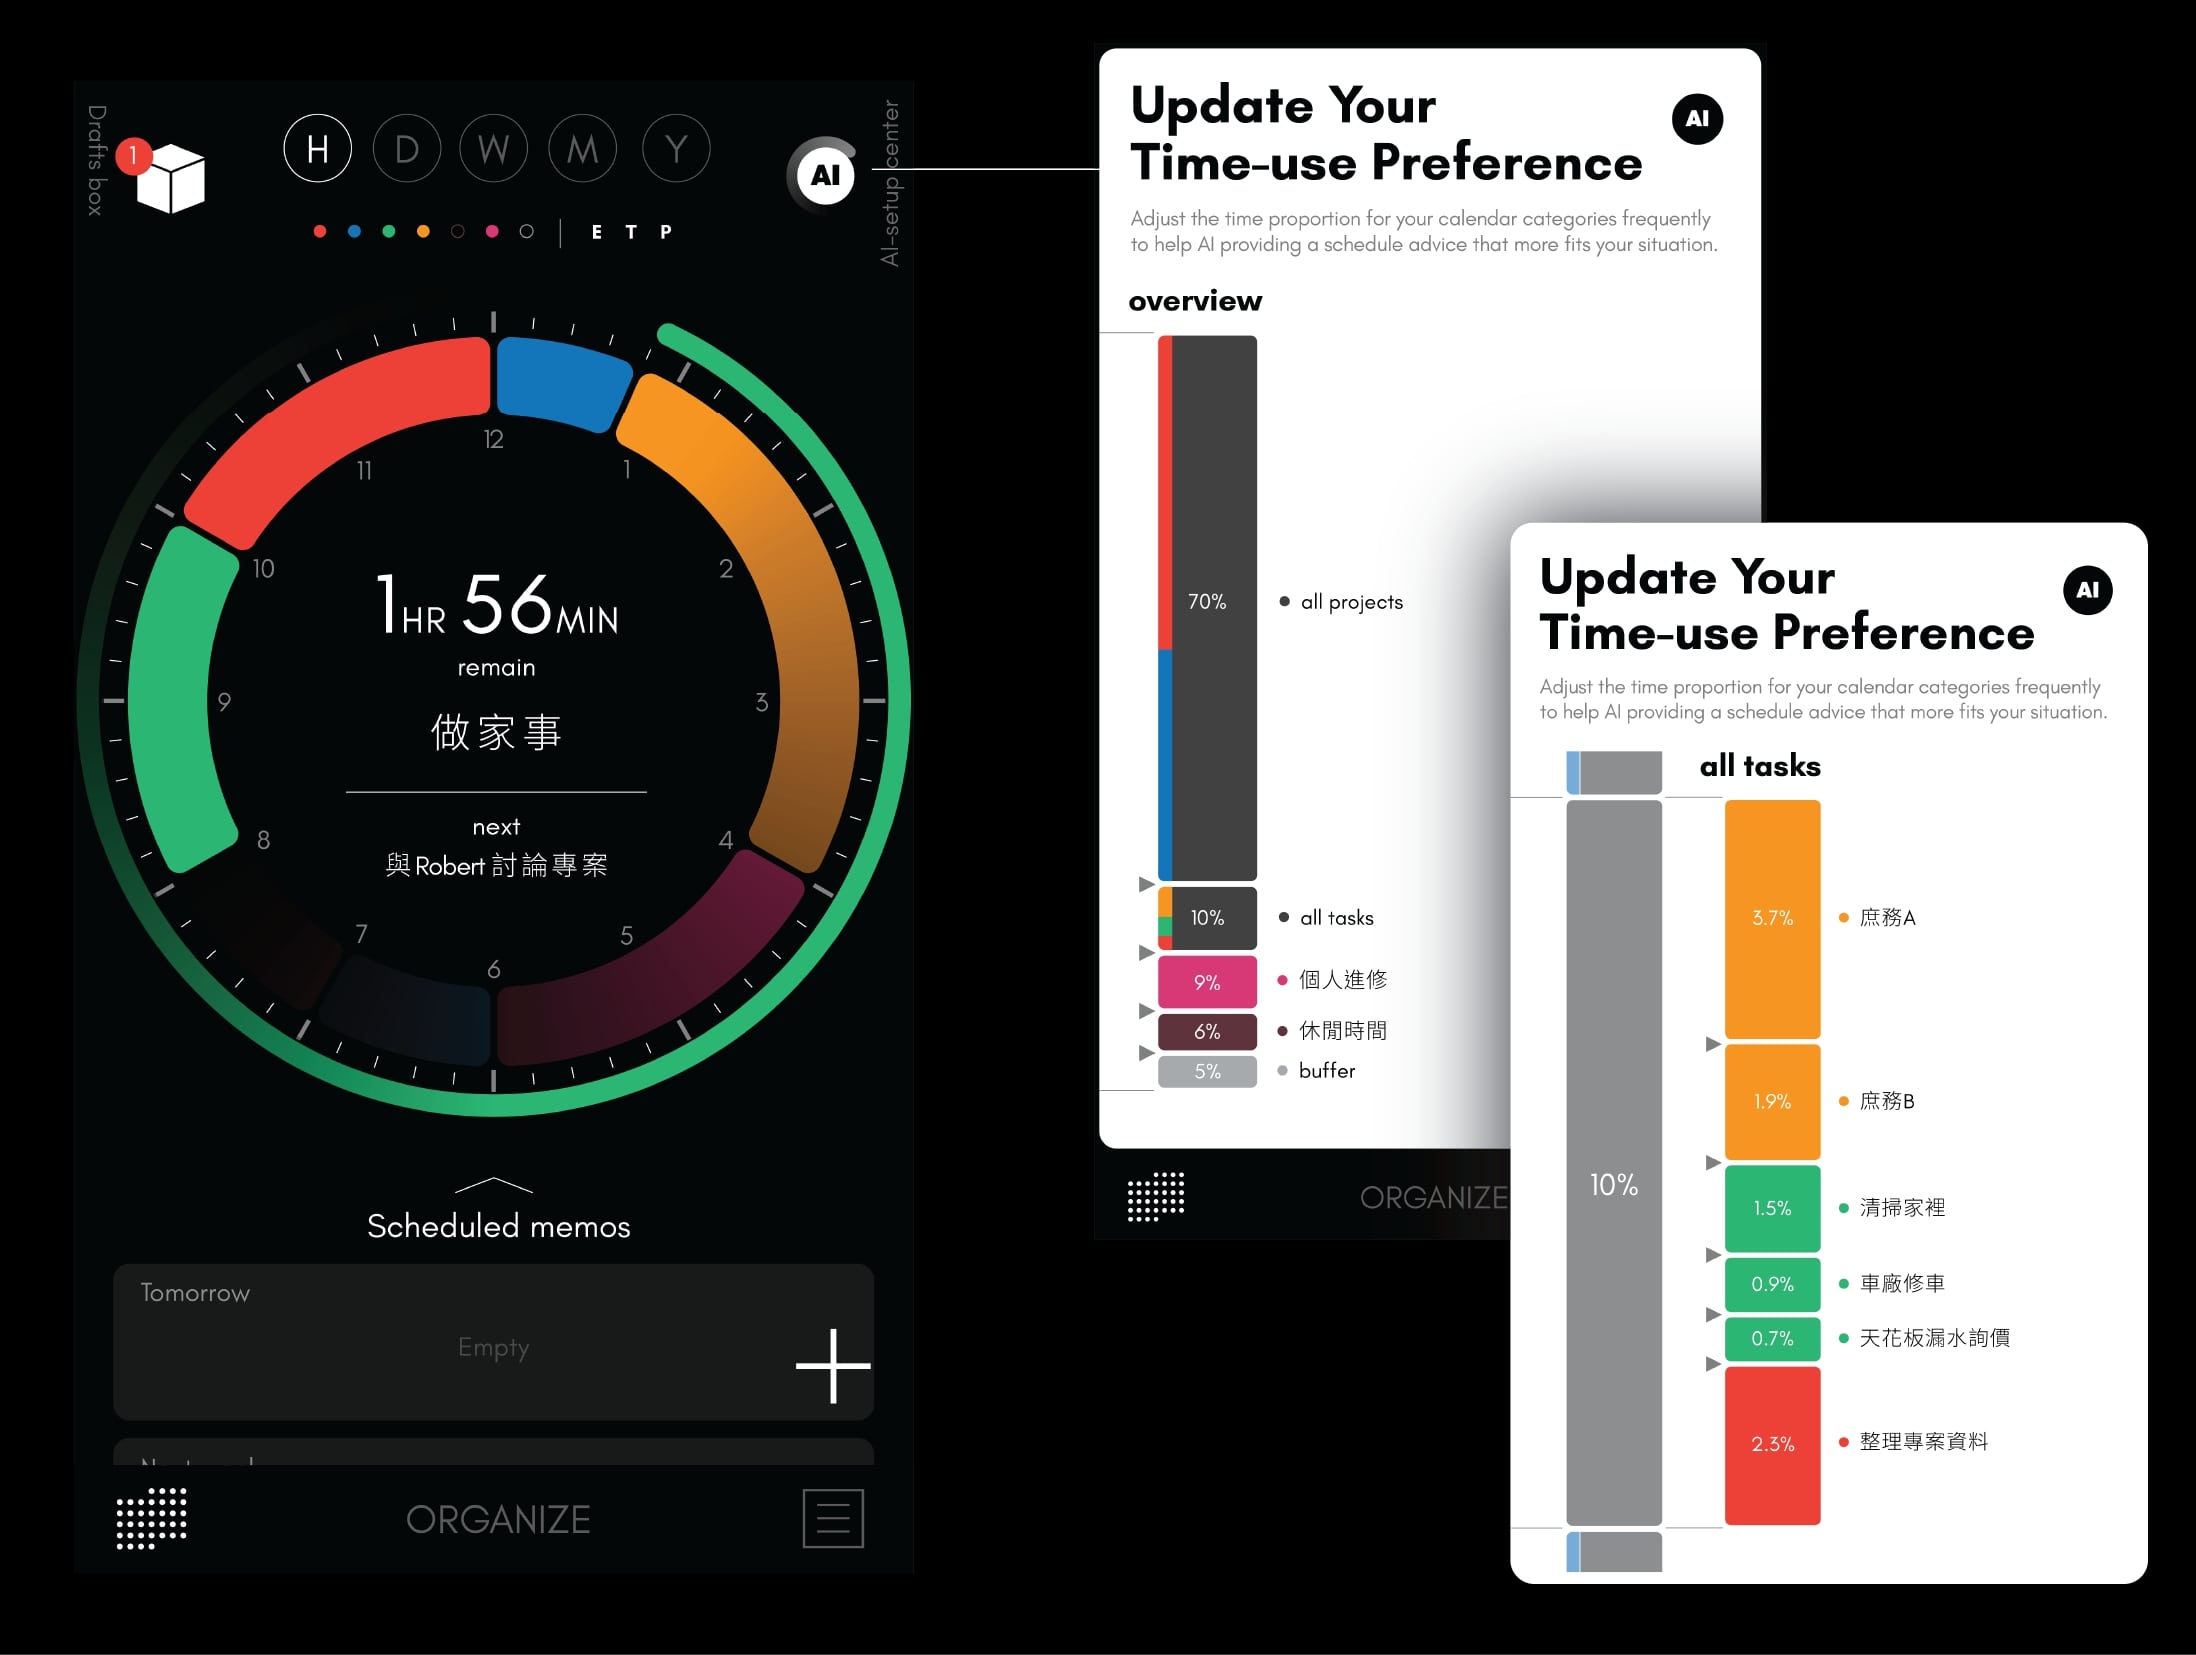 Drafts box
1
H D W M Y
E T P
AI
AI-setup center
12
1
2
3
4
5
6
7
8
9
10
11
1HR 56MIN
remain
做家事
next
與Robert討論專案
Scheduled memos
Tomorrow
Empty
ORGANIZE
Update Your
Time-use Preference
AI
Adjust the time proportion for your calendar categories frequently
to help AI providing a schedule advice that more fits your situation.
overview
70% all projects
10% all tasks
9% 個人進修
6% 休閒時間
5% buffer
ORGANIZE
Update Your
Time-use Preference
AI
Adjust the time proportion for your calendar categories frequently
to help AI providing a schedule advice that more fits your situation.
all tasks
10%
3.7% 庶務A
1.9% 庶務B
1.5% 清掃家裡
0.9% 車廠修車
0.7% 天花板漏水詢價
2.3% 整理專案資料